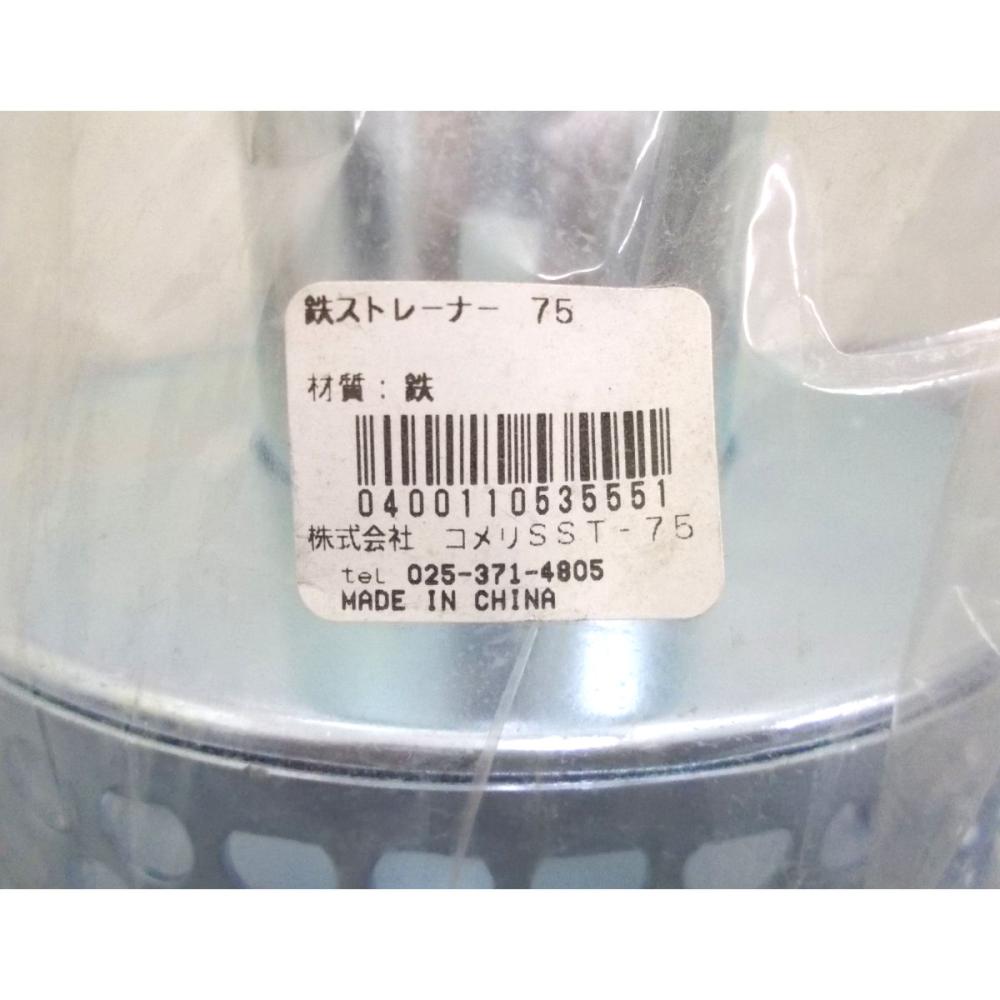 鉄ストレーナー 75
材質：鉄
0400110535551
株式会社 コメリSST-75
tel 025-371-4805
MADE IN CHINA